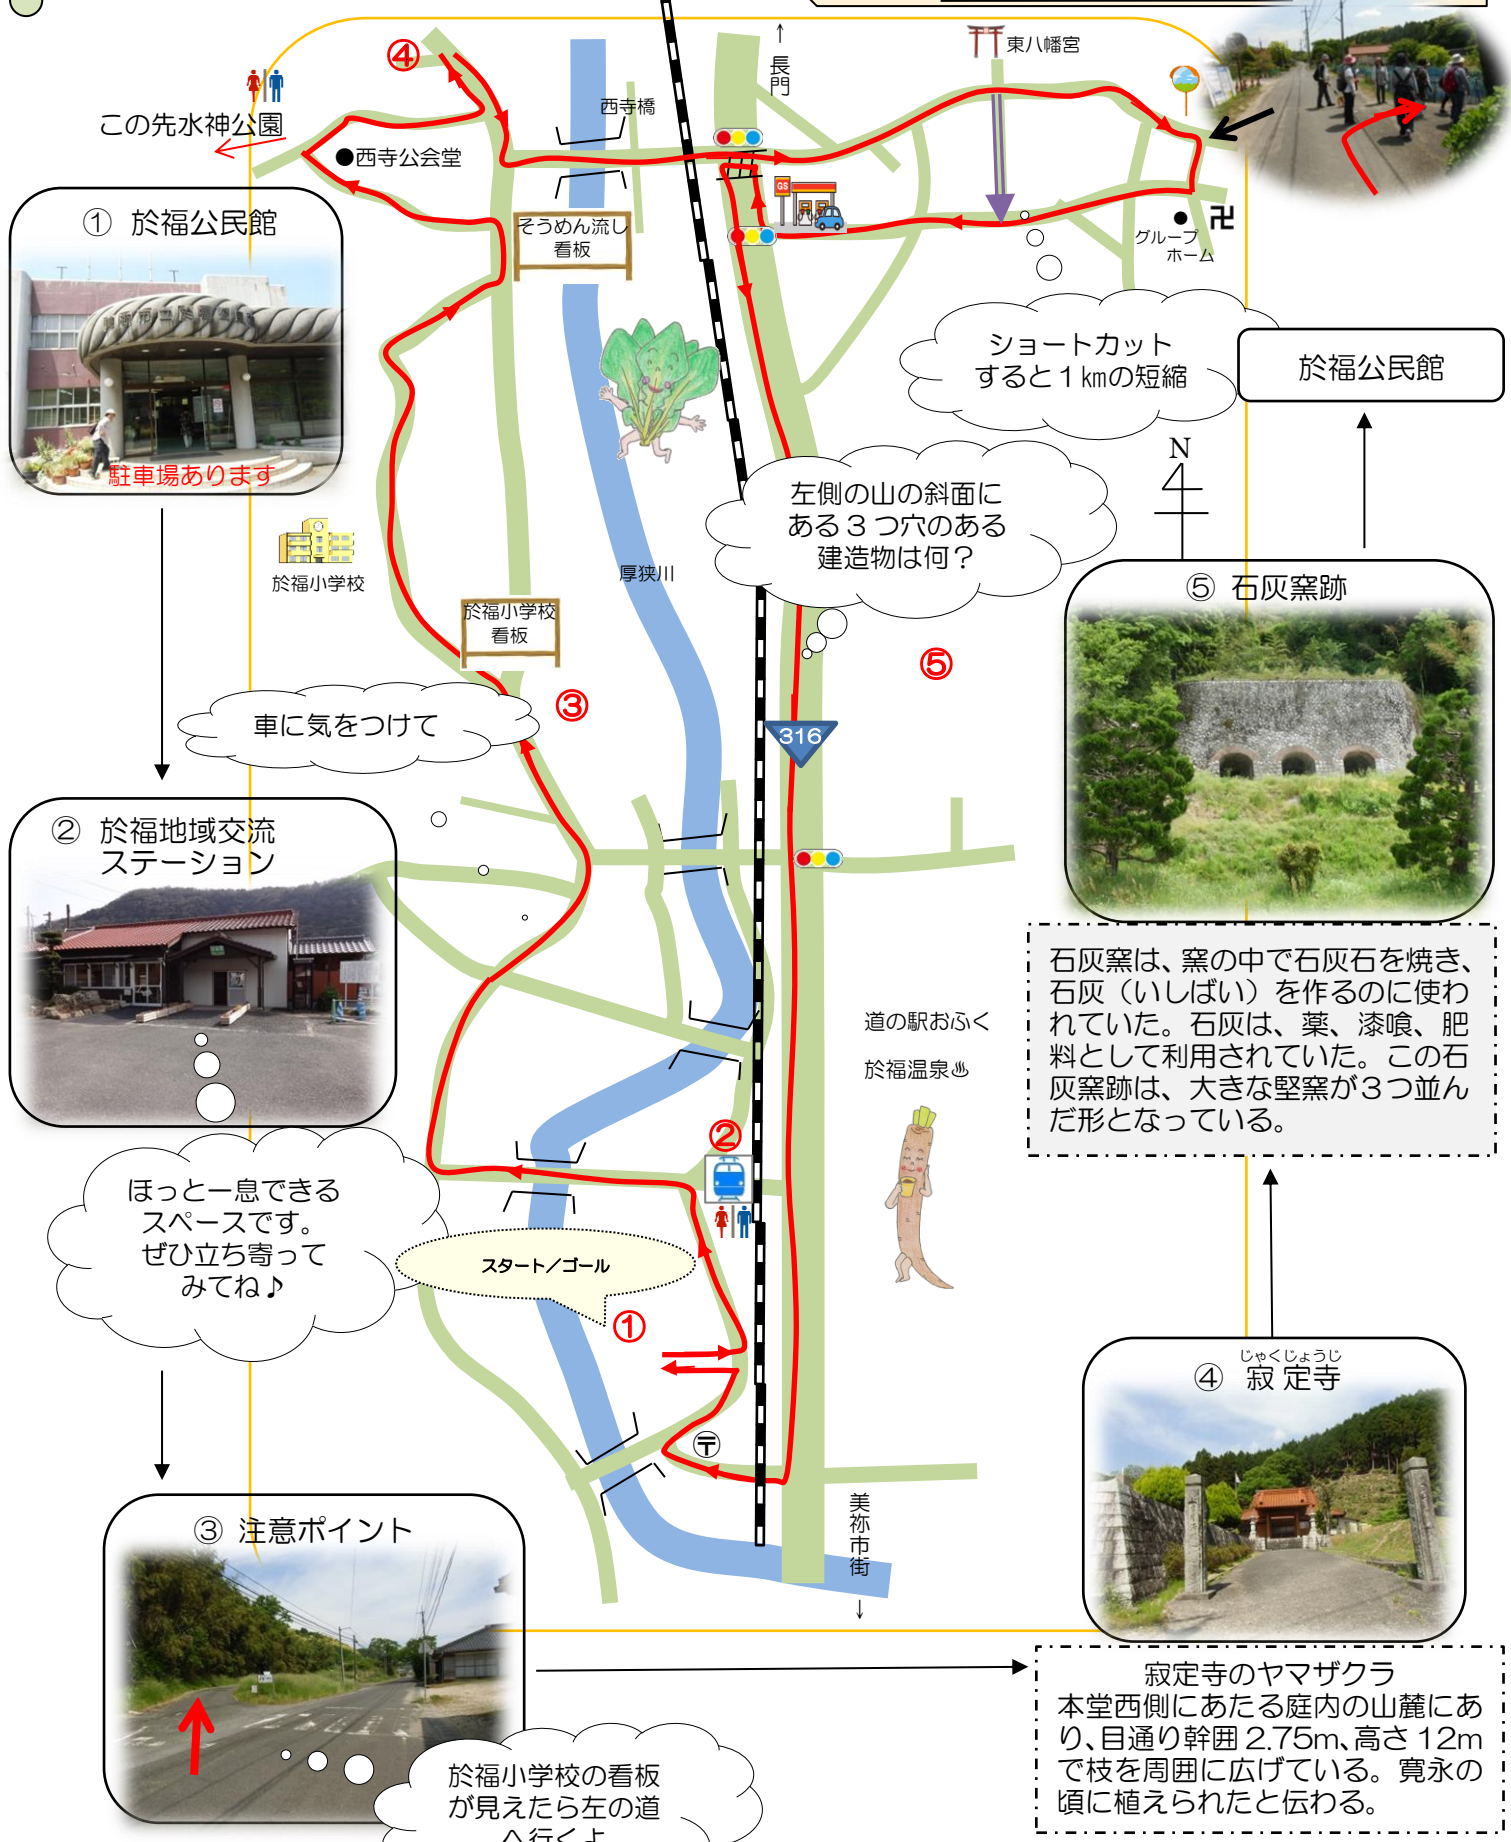 ④
↑
長門
東八幡宮
西寺橋
この先水神公園
●西寺公会堂
① 於福公民館
駐車場あります
そうめん流し
看板
GS
グループ
ホーム
卍
ショートカット
すると１㎞の短縮
於福公民館
N
左側の山の斜面に
ある３つ穴のある
建造物は何？
於福小学校
厚狭川
於福小学校
看板
③
⑤
車に気をつけて
316
⑤ 石灰窯跡
② 於福地域交流
ステーション
石灰窯は、窯の中で石灰石を焼き、
石灰（いしばい）を作るのに使わ
れていた。石灰は、薬、漆喰、肥
料として利用されていた。この石
灰窯跡は、大きな竪窯が３つ並ん
だ形となっている。
道の駅おふく
於福温泉♨
②
ほっと一息できる
スペースです。
ぜひ立ち寄って
みてね♪
スタート／ゴール
①
〒
美祢市街
↓
じゃくじょうじ
④ 寂定寺
③ 注意ポイント
寂定寺のヤマザクラ
本堂西側にあたる庭内の山麓にあ
り、目通り幹囲 2.75m、高さ 12m
で枝を周囲に広げている。寛永の
頃に植えられたと伝わる。
於福小学校の看板
が見えたら左の道
へ行くよ